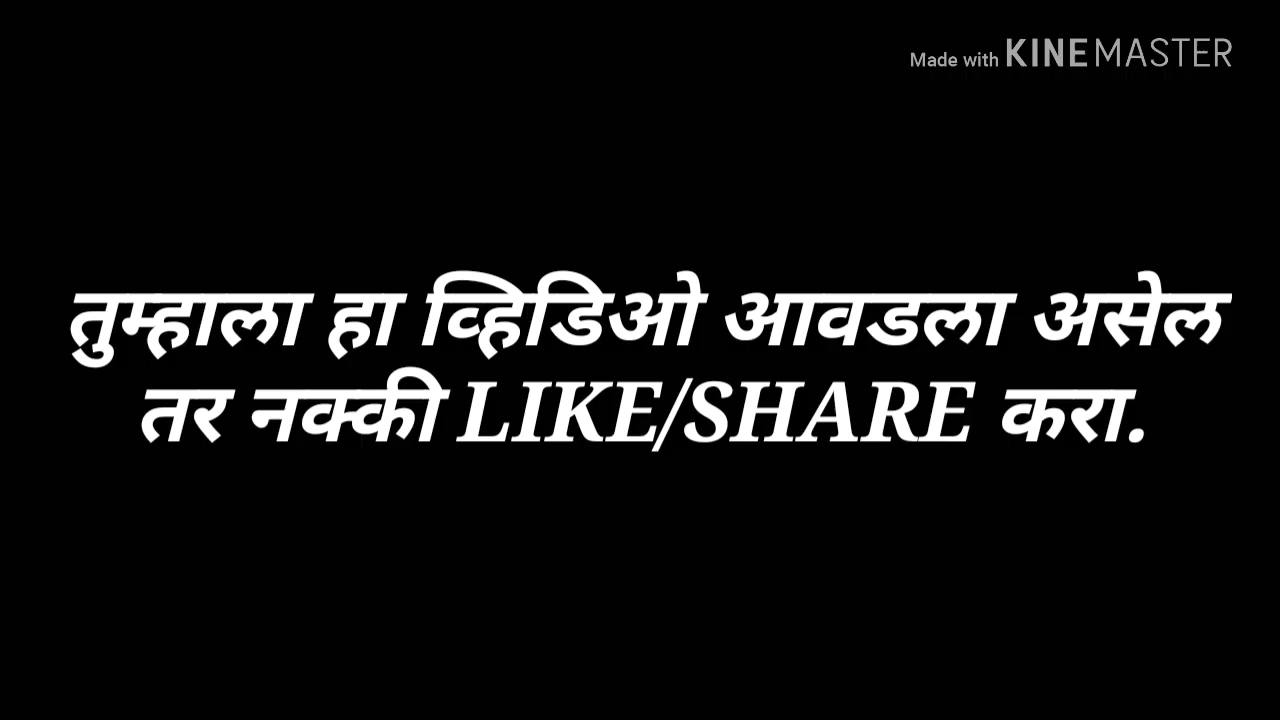 Made with KINEMASTER
तुम्हाला हा व्हिडिओ आवडला असेल
तर नक्की LIKE/SHARE करा.